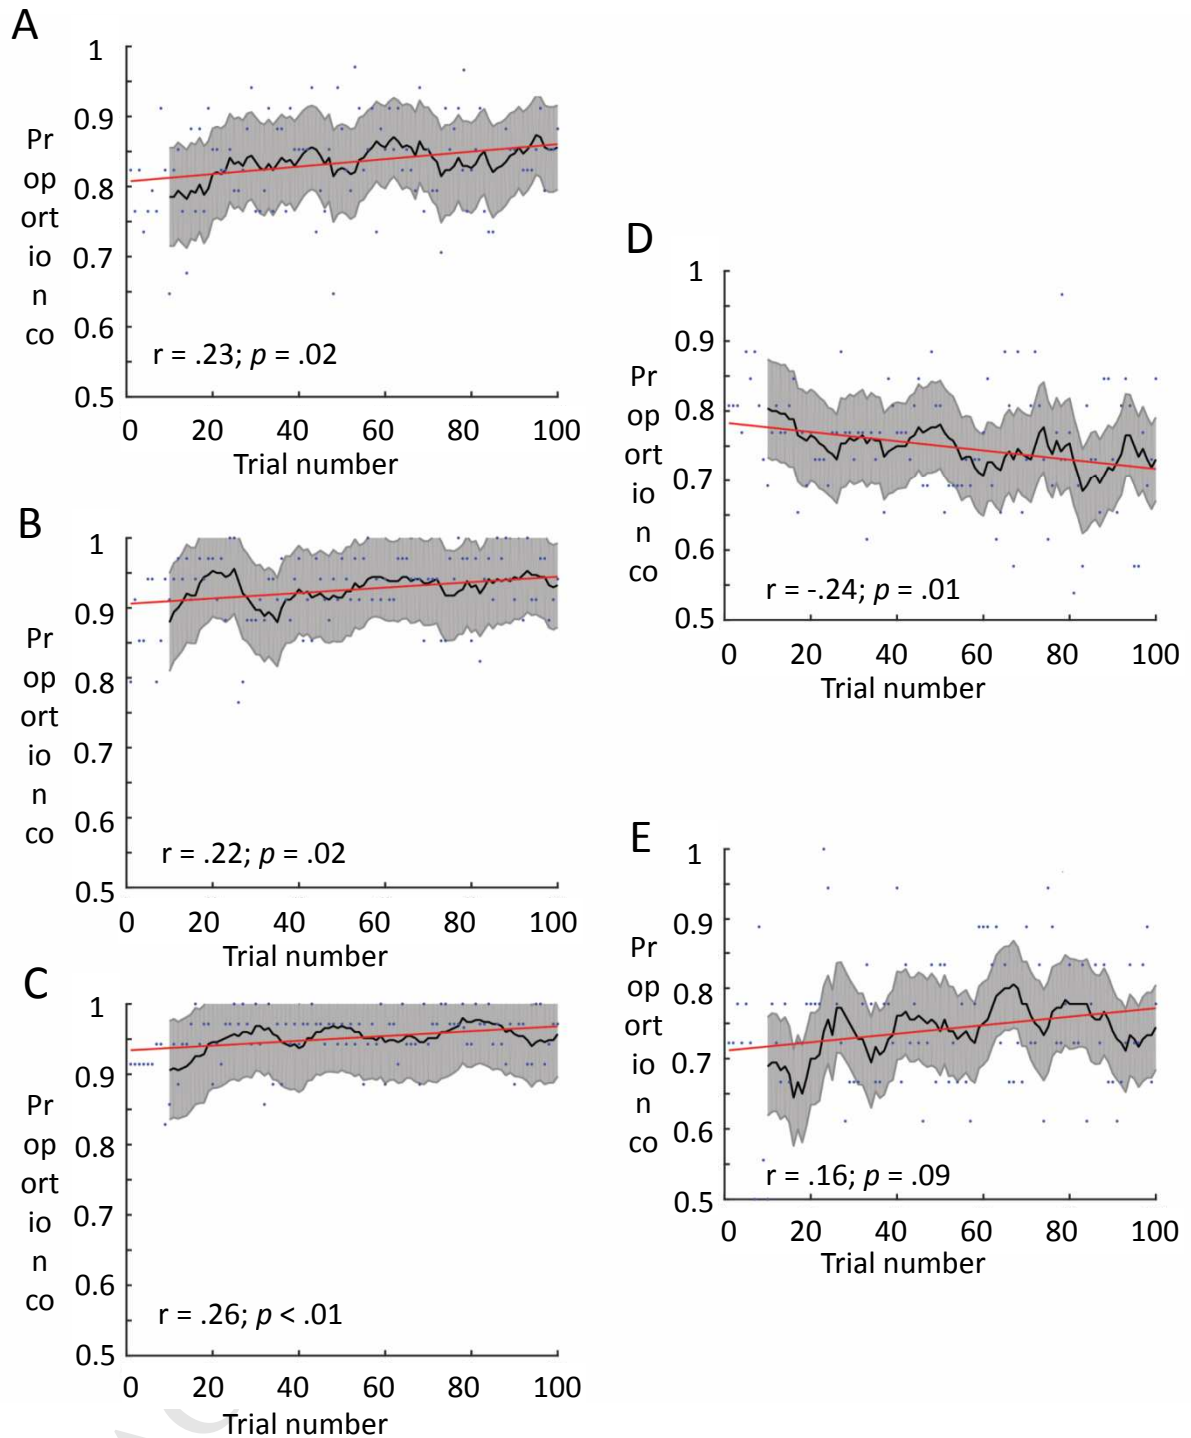 A
1
0.9
0.8
0.7
0.6
0.5
Pr
op
ort
io
n
co
r = .23; p = .02
0 20 40 60 80 100
Trial number
B
1
0.9
0.8
0.7
0.6
0.5
Pr
op
ort
io
n
co
r = .22; p = .02
0 20 40 60 80 100
Trial number
C
1
0.9
0.8
0.7
0.6
0.5
Pr
op
ort
io
n
co
r = .26; p < .01
0 20 40 60 80 100
Trial number
D
1
0.9
0.8
0.7
0.6
0.5
Pr
op
ort
io
n
co
r = -.24; p = .01
0 20 40 60 80 100
Trial number
E
1
0.9
0.8
0.7
0.6
0.5
Pr
op
ort
io
n
co
r = .16; p = .09
0 20 40 60 80 100
Trial number